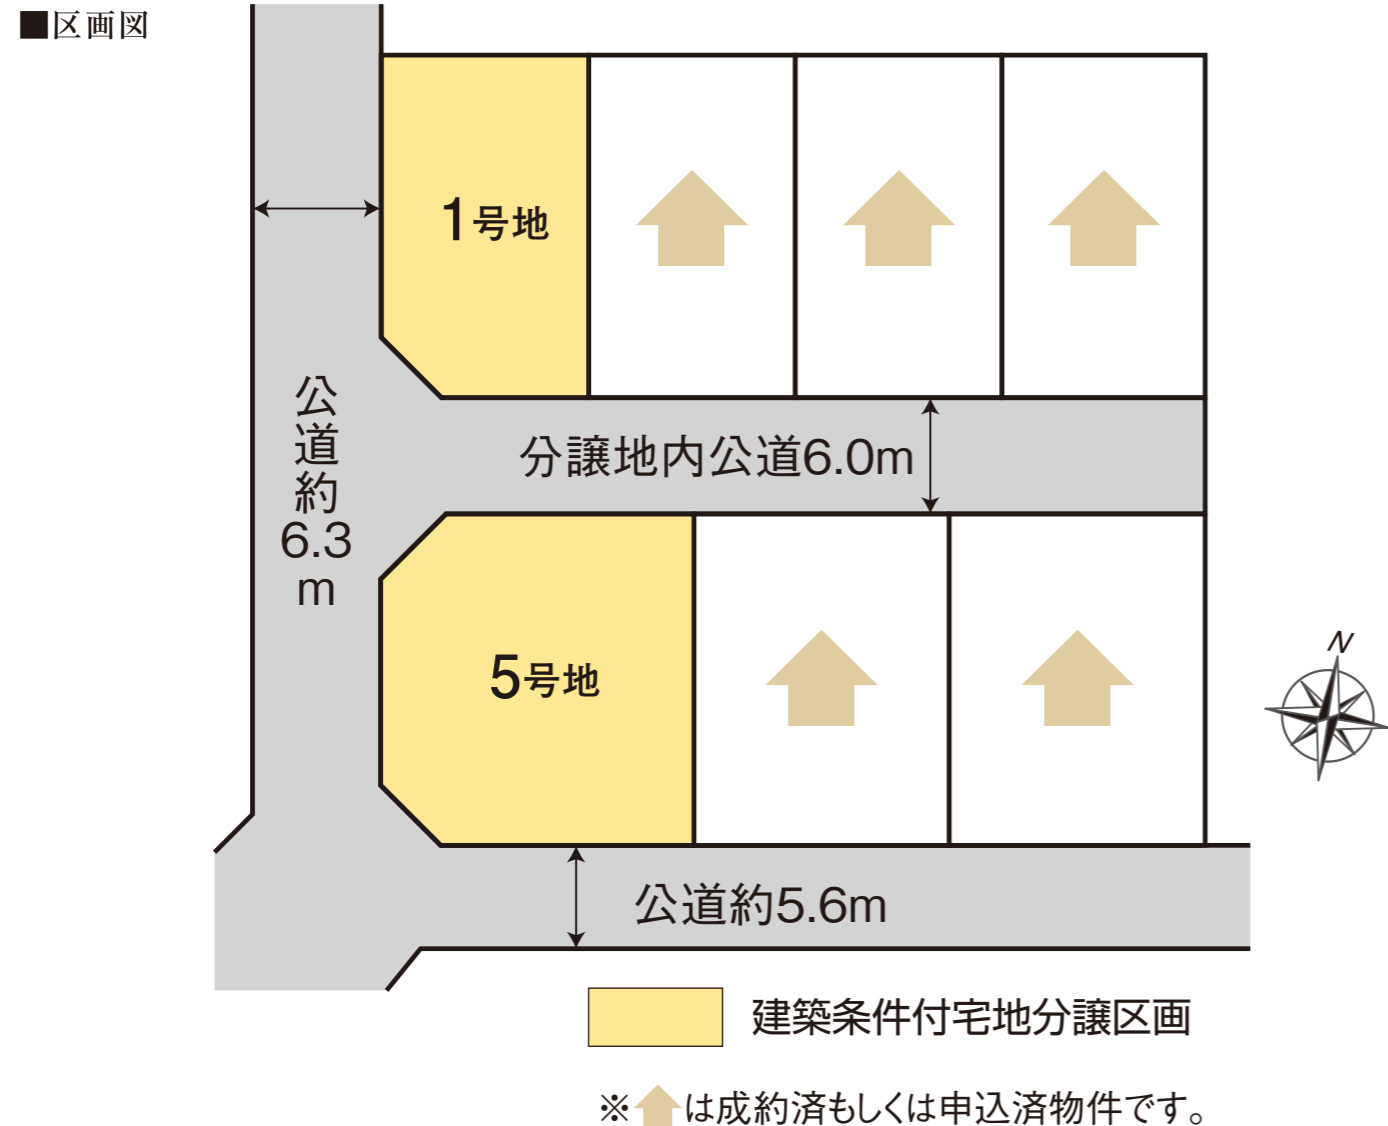 ■区画図
1号地
公道約6.3m
分譲地内公道6.0m
5号地
N
公道約5.6m
建築条件付宅地分譲区画
※は成約済もしくは申込済物件です。